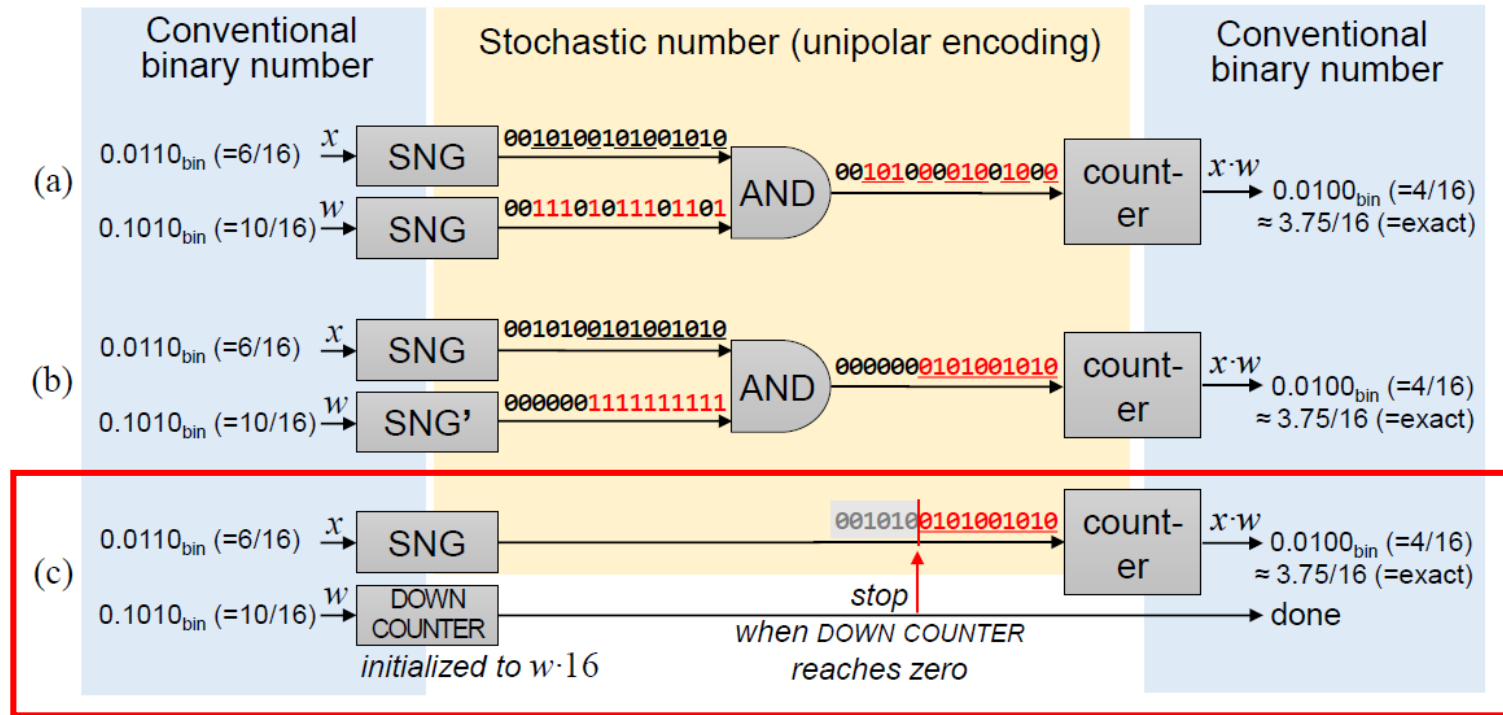 Conventional
binary number
Stochastic number (unipolar encoding)
Conventional
binary number
(a)
0.0110bin (=6/16)
x
SNG
0010100101001010
0.1010bin (=10/16)
w
SNG
0011101011101101
AND
0010100001001000
count-
er
x·w
0.0100bin (=4/16)
≈ 3.75/16 (=exact)
(b)
0.0110bin (=6/16)
x
SNG
0010100101001010
0.1010bin (=10/16)
w
SNG’
0000001111111111
AND
0000000101001010
count-
er
x·w
0.0100bin (=4/16)
≈ 3.75/16 (=exact)
(c)
0.0110bin (=6/16)
x
SNG
0010100101001010
count-
er
x·w
0.0100bin (=4/16)
≈ 3.75/16 (=exact)
0.1010bin (=10/16)
w
DOWN
COUNTER
initialized to w·16
stop
when DOWN COUNTER
reaches zero
done